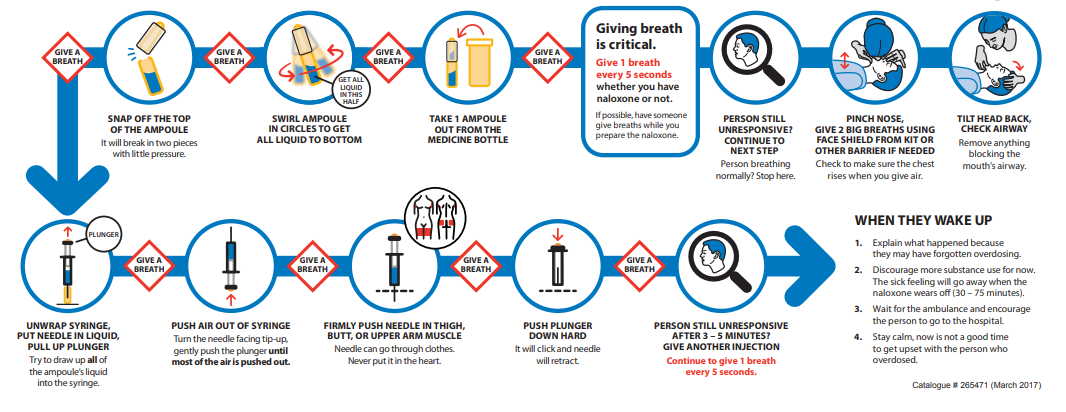 GIVE A
BREATH
GIVE A
BREATH
GET ALL
LIQUID
IN THIS
HALF
GIVE A
BREATH
GIVE A
BREATH
Giving breath
is critical.
Give 1 breath
every 5 seconds
whether you have
naloxone or not.
If possible, have someone
give breaths while you
prepare the naloxone.
SNAP OFF THE TOP
OF THE AMPOULE
It will break in two pieces
with little pressure.
SWIRL AMPOULE
IN CIRCLES TO GET
ALL LIQUID TO BOTTOM
TAKE 1 AMPOULE
OUT FROM THE
MEDICINE BOTTLE
PERSON STILL
UNRESPONSIVE?
CONTINUE TO
NEXT STEP
Person breathing
normally? Stop here.
PINCH NOSE,
GIVE 2 BIG BREATHS USING
FACE SHIELD FROM KIT OR
OTHER BARRIER IF NEEDED
Check to make sure the chest
rises when you give air.
TILT HEAD BACK,
CHECK AIRWAY
Remove anything
blocking the
mouth's airway.
PLUNGER
GIVE A
BREATH
GIVE A
BREATH
GIVE A
BREATH
GIVE A
BREATH
UNWRAP SYRINGE,
PUT NEEDLE IN LIQUID,
PULL UP PLUNGER
Try to draw up all of
the ampoule's liquid
into the syringe.
PUSH AIR OUT OF SYRINGE
Turn the needle facing tip-up,
gently push the plunger until
most of the air is pushed out.
FIRMLY PUSH NEEDLE IN THIGH,
BUTT, OR UPPER ARM MUSCLE
Needle can go through clothes.
Never put it in the heart.
PUSH PLUNGER
DOWN HARD
It will click and needle
will retract.
PERSON STILL UNRESPONSIVE
AFTER 3 – 5 MINUTES?
GIVE ANOTHER INJECTION
Continue to give 1 breath
every 5 seconds.
WHEN THEY WAKE UP
1. Explain what happened because
they may have forgotten overdosing.
2. Discourage more substance use for now.
The sick feeling will go away when the
naloxone wears off (30 – 75 minutes).
3. Wait for the ambulance and encourage
the person to go to the hospital.
4. Stay calm, now is not a good time
to get upset with the person who
overdosed.
Catalogue # 265471 (March 2017)